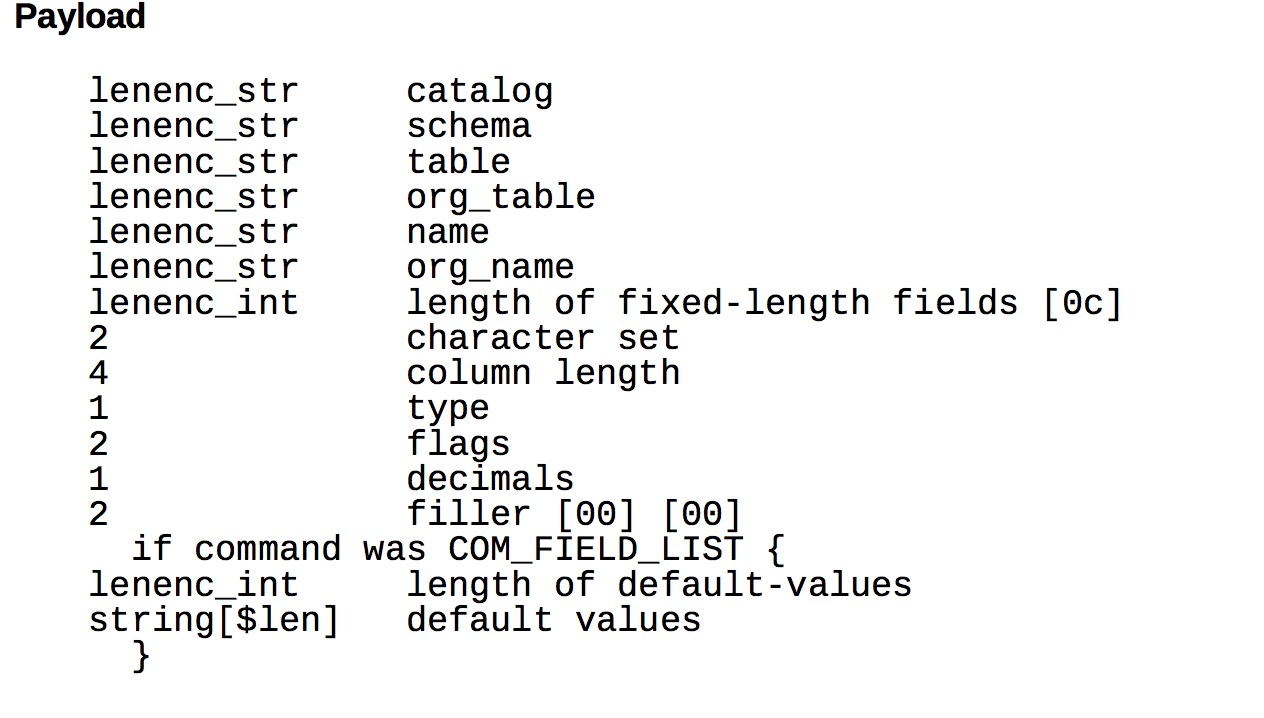 Payload
lenenc_str     catalog
lenenc_str     schema
lenenc_str     table
lenenc_str     org_table
lenenc_str     name
lenenc_str     org_name
lenenc_int     length of fixed-length fields [0c]
2              character set
4              column length
1              type
2              flags
1              decimals
2              filler [00] [00]
  if command was COM_FIELD_LIST {
lenenc_int     length of default-values
string[$len]   default values
  }